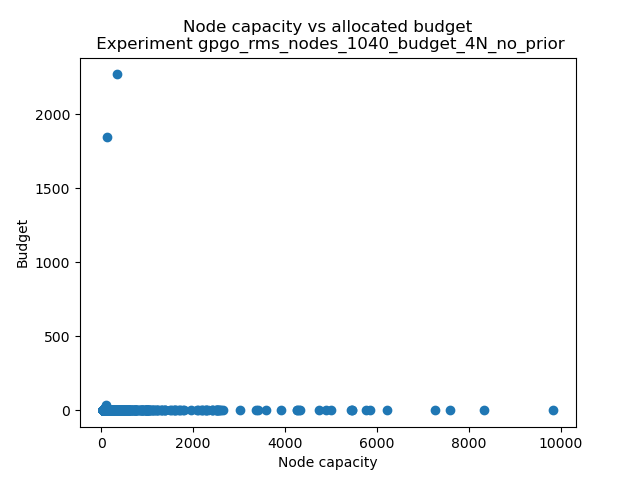 Node capacity vs allocated budget
Experiment gpgo_rms_nodes_1040_budget_4N_no_prior
Budget
2000
1500
1000
500
0
0 2000 4000 6000 8000 10000
Node capacity